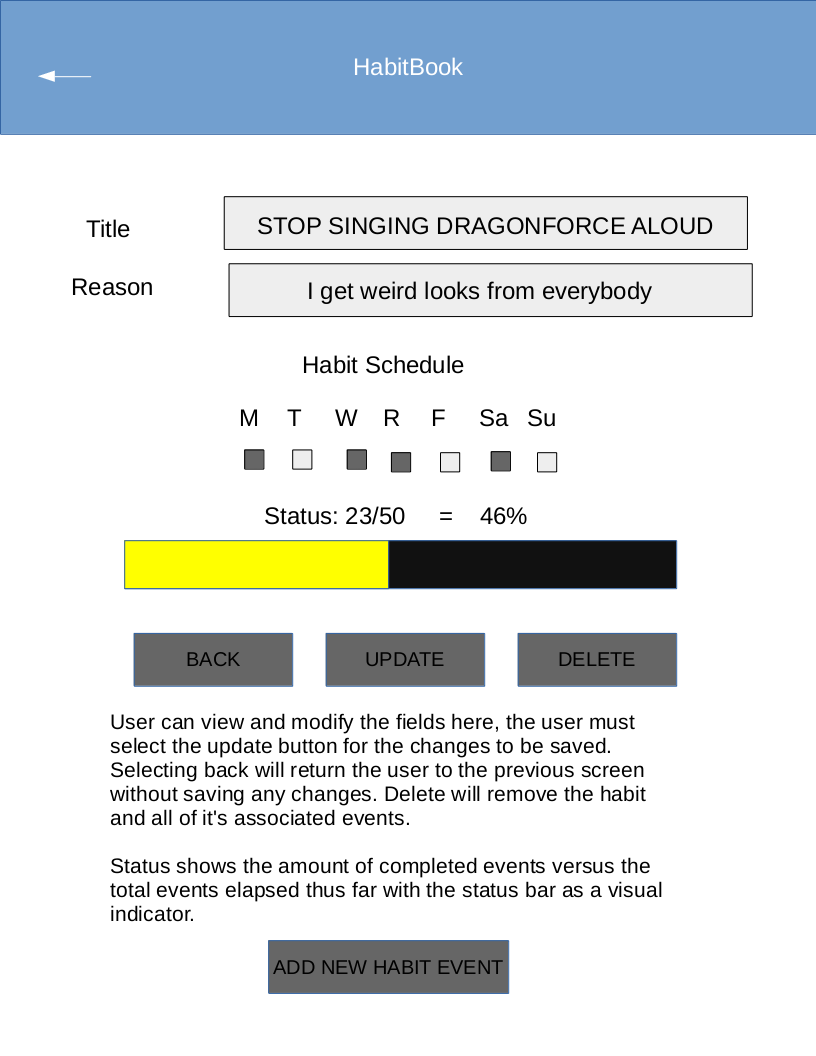 HabitBook
Title
STOP SINGING DRAGONFORCE ALOUD
Reason
I get weird looks from everybody
Habit Schedule
M T W R F Sa Su
Status: 23/50 = 46%
BACK UPDATE DELETE
User can view and modify the fields here, the user must
select the update button for the changes to be saved.
Selecting back will return the user to the previous screen
without saving any changes. Delete will remove the habit
and all of it's associated events.
Status shows the amount of completed events versus the
total events elapsed thus far with the status bar as a visual
indicator.
ADD NEW HABIT EVENT